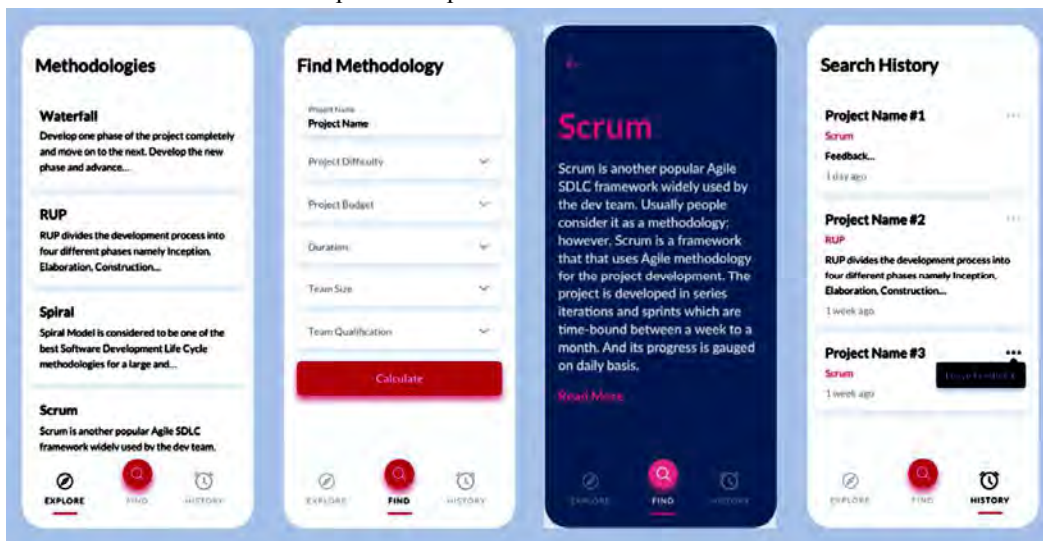 Methodologies
Waterfall
Develop one phase of the project completely
and move on to the next. Develop the new
phase and advance...
RUP
RUP divides the development process into
four different phases namely Inception,
Elaboration, Construction...
Spiral
Spiral Model is considered to be one of the
best Software Development Life Cycle
methodologies for a large and...
Scrum
Scrum is another popular Agile SDLC
framework widely used by the dev team.
EXPLORE
FIND
HISTORY
Find Methodology
Project Name
Project Name
Project Difficulty
Project Budget
Duration
Team Size
Team Qualification
Calculate
EXPLORE
FIND
HISTORY
Scrum
Scrum is another popular Agile
SDLC framework widely used by
the dev team. Usually people
consider it as a methodology;
however, Scrum is a framework
that that uses Agile methodology
for the project development. The
project is developed in series
iterations and sprints which are
time-bound between a week to a
month. And its progress is gauged
on daily basis.
Read More
EXPLORE
FIND
HISTORY
Search History
Project Name #1
Scrum
Feedback...
1 day ago
Project Name #2
RUP
RUP divides the development process into
four different phases namely Inception,
Elaboration, Construction...
1 week ago
Project Name #3
Scrum
1 week ago
EXPLORE
FIND
HISTORY